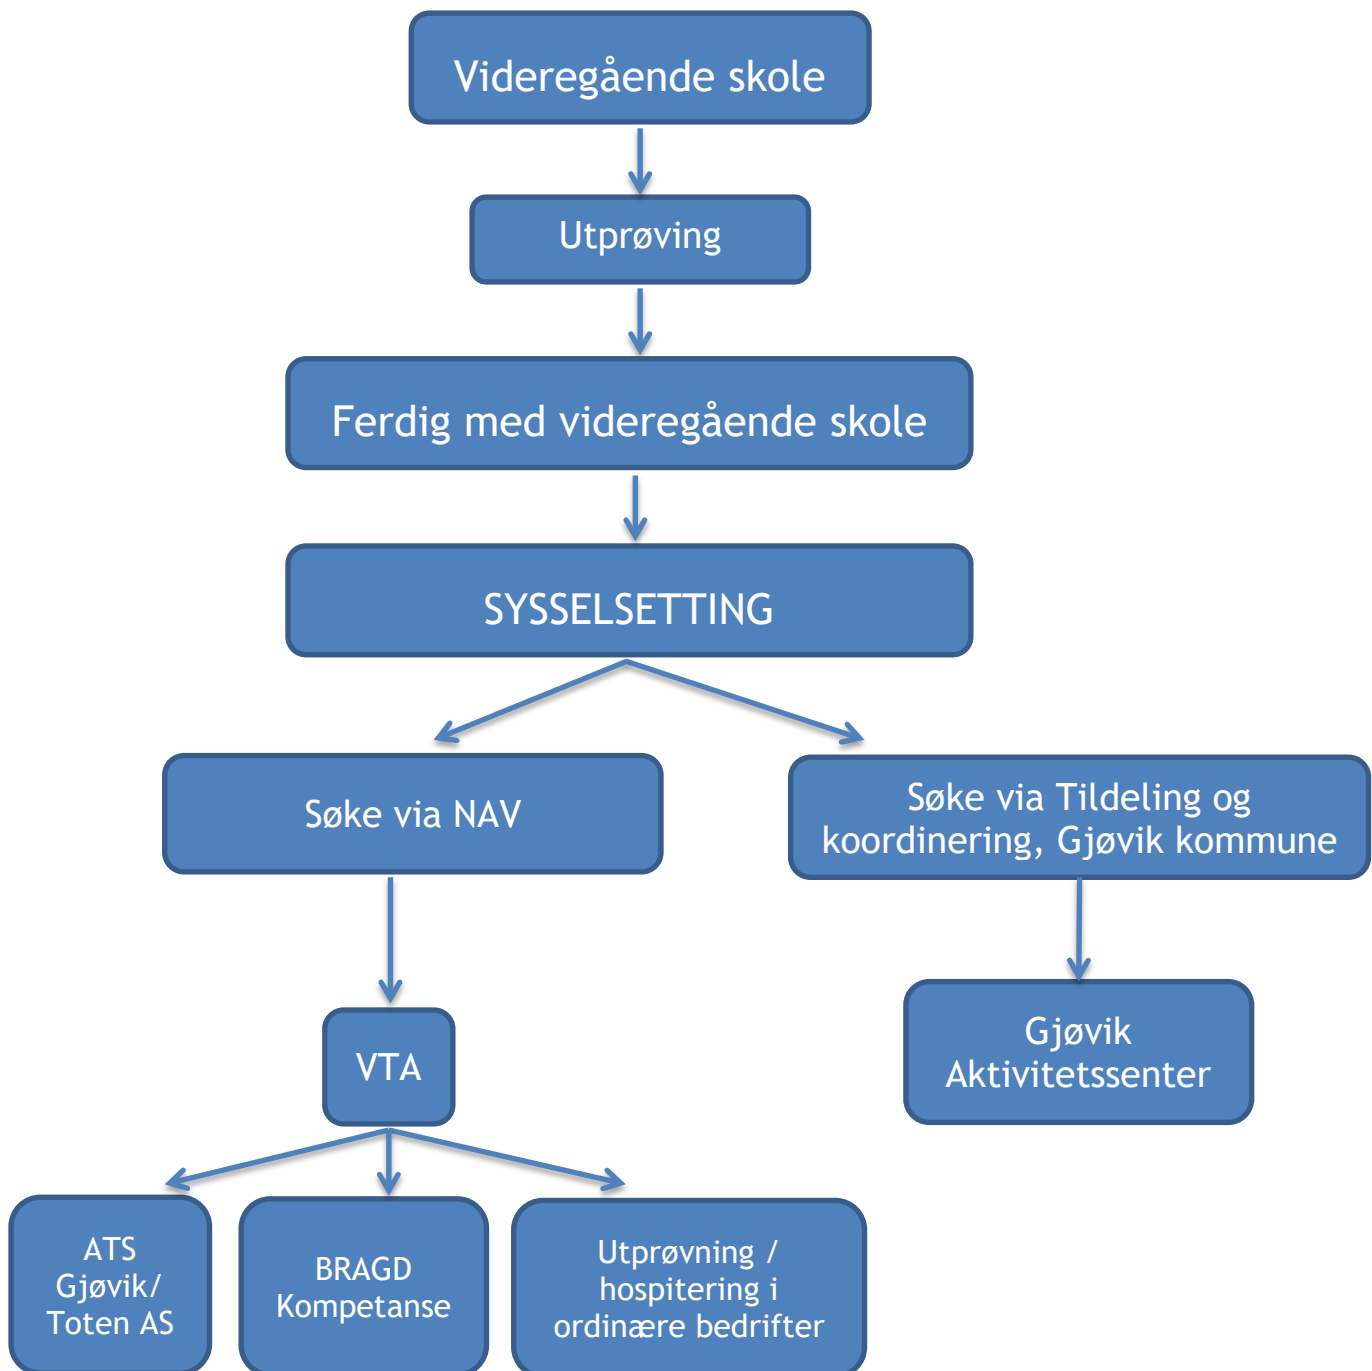 Videregående skole
Utprøving
Ferdig med videregående skole
SYSSELSETTING
Søke via NAV
Søke via Tildeling og
koordinering, Gjøvik kommune
VTA
Gjøvik
Aktivitetssenter
ATS
Gjøvik/
Toten AS
BRAGD
Kompetanse
Utprøvning /
hospitering i
ordinære bedrifter